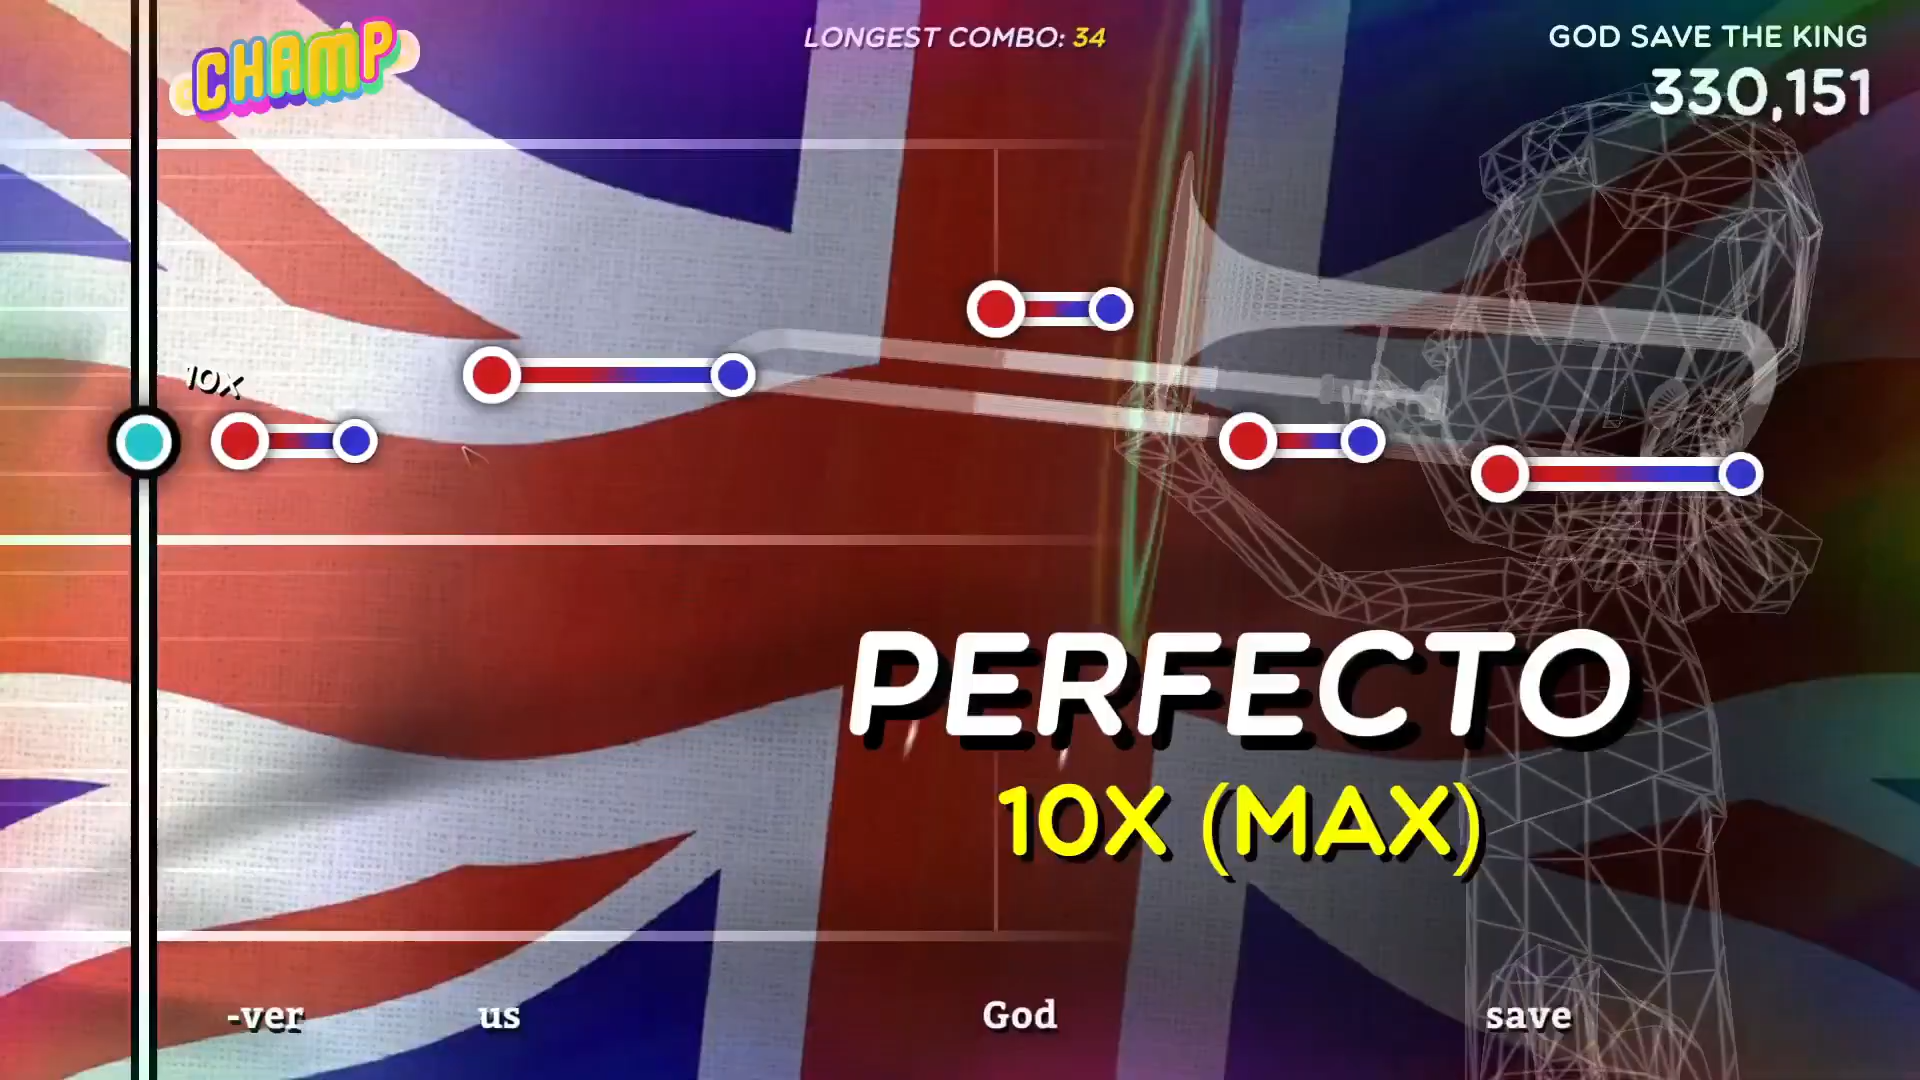 CHAMP
LONGEST COMBO: 34
GOD SAVE THE KING
330,151
10X
PERFECTO
10X (MAX)
-ver us God save